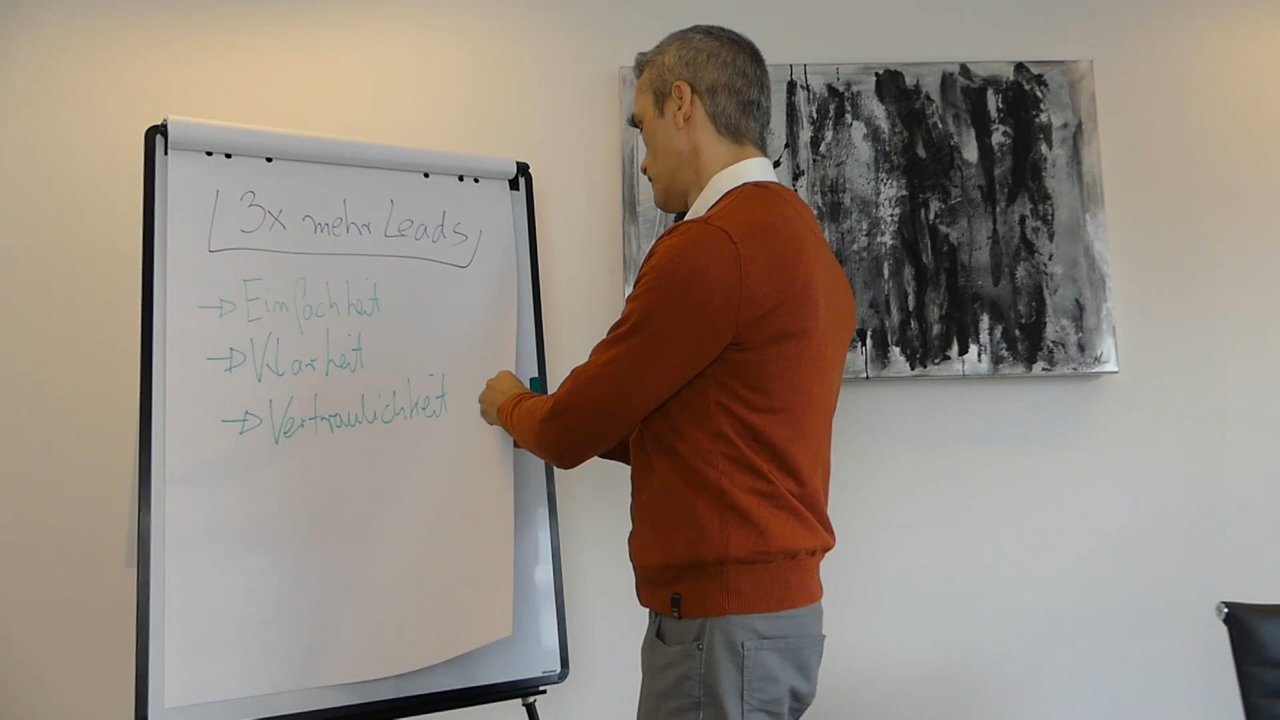 3x mehr Leads
→ Einfachheit
→ Klarheit
→ Vertraulichkeit